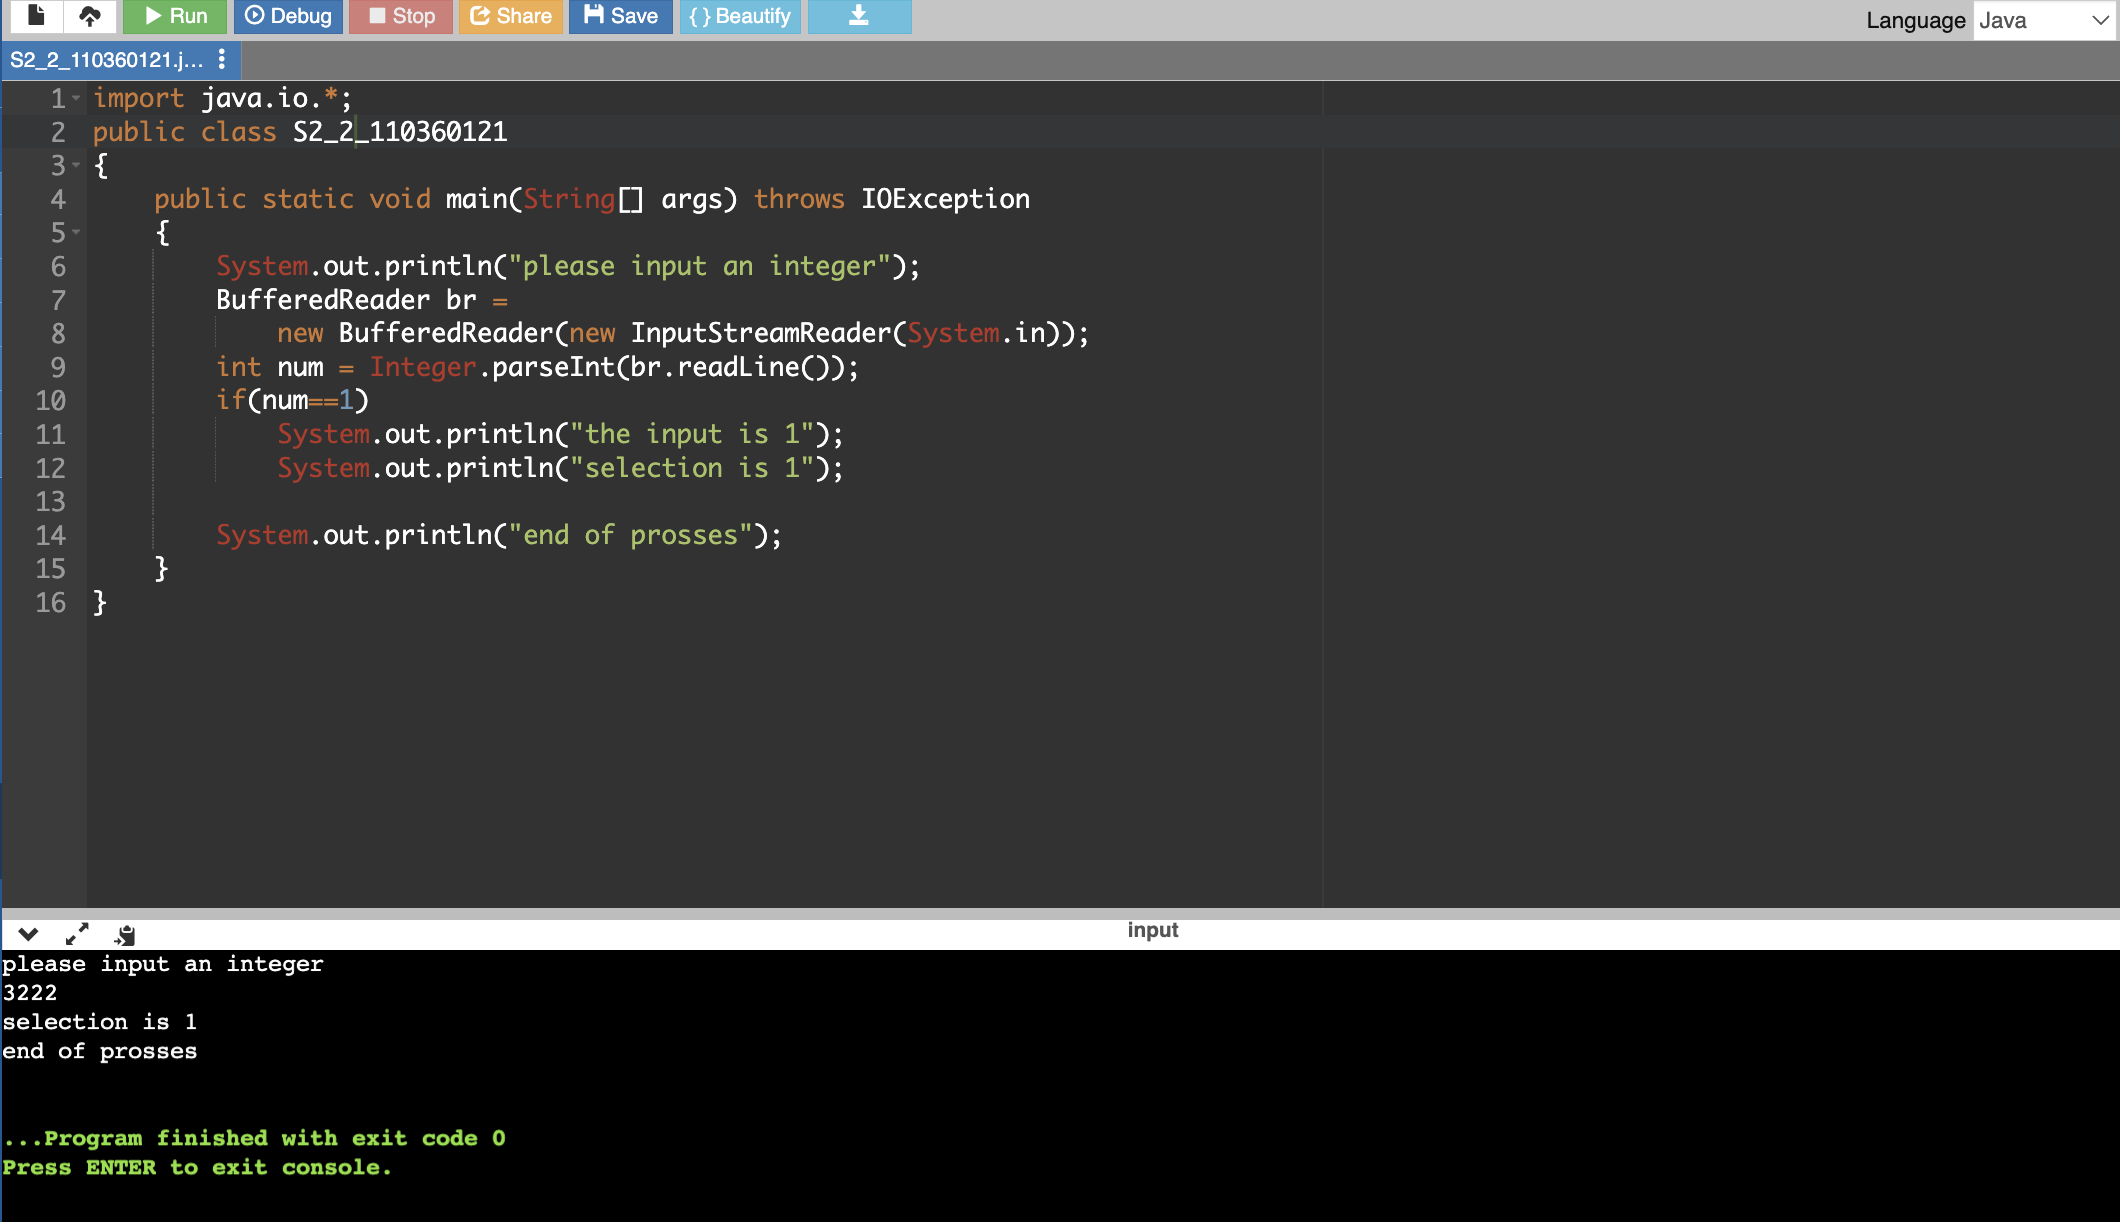 Run Debug Stop Share Save { } Beautify Language Java
S2_2_110360121.j...
1 import java.io.*;
2 public class S2_2_110360121
3 {
4     public static void main(String[] args) throws IOException
5     {
6         System.out.println("please input an integer");
7         BufferedReader br =
8             new BufferedReader(new InputStreamReader(System.in));
9         int num = Integer.parseInt(br.readLine());
10         if(num==1)
11             System.out.println("the input is 1");
12             System.out.println("selection is 1");
13
14         System.out.println("end of prosses");
15     }
16 }
input
please input an integer
3222
selection is 1
end of prosses
...Program finished with exit code 0
Press ENTER to exit console.